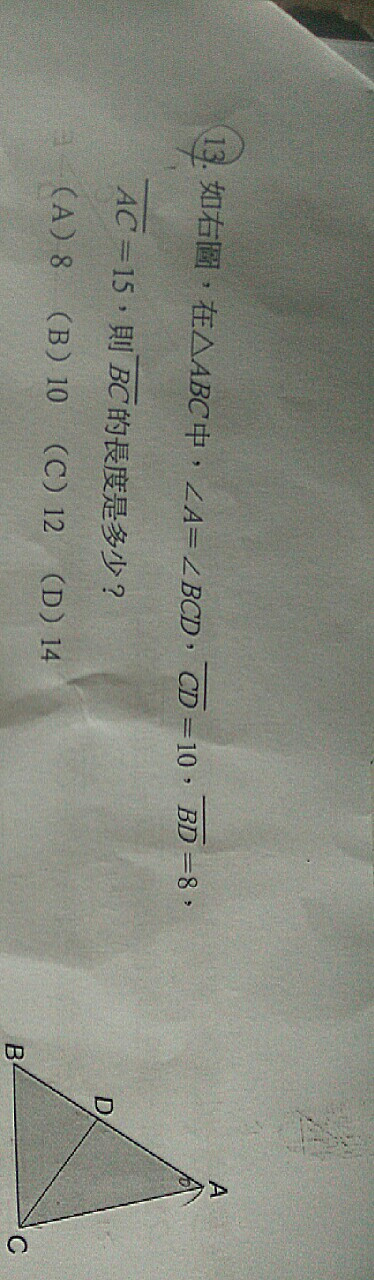 13. 如右圖，在△ABC中，∠A=∠BCD，CD=10，BD=8，
AC=15，則BC的長度是多少？
(A) 8 (B) 10 (C) 12 (D) 14
A
D
B
C